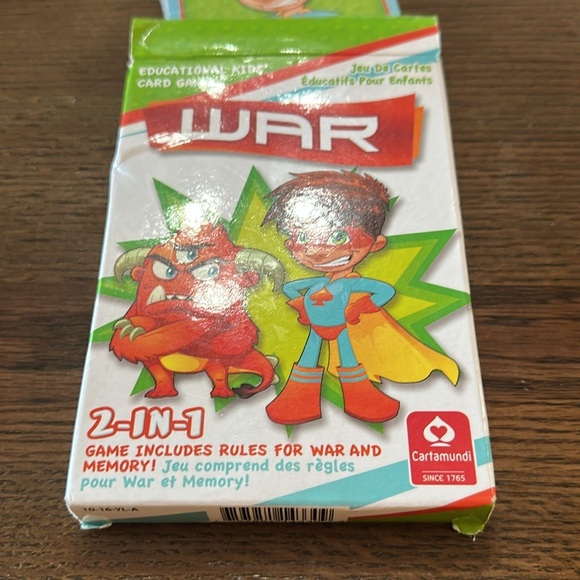 EDUCATIONAL KIDS'
CARD GAMES
Jeu De Cartes
Éducatifs Pour Enfants
WAR
2-IN-1
GAME INCLUDES RULES FOR WAR AND
MEMORY! Jeu comprend des règles
pour War et Memory!
Cartamundi
SINCE 1765